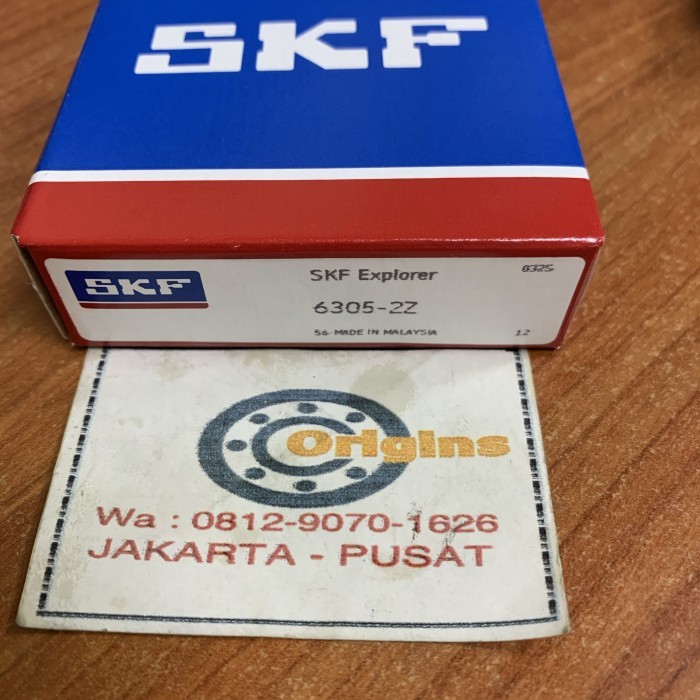 SKF
SKF
SKF Explorer
0325
6305-2Z
56 MADE IN MALAYSIA
12
Origins
Wa : 0812-9070-1626
JAKARTA - PUSAT